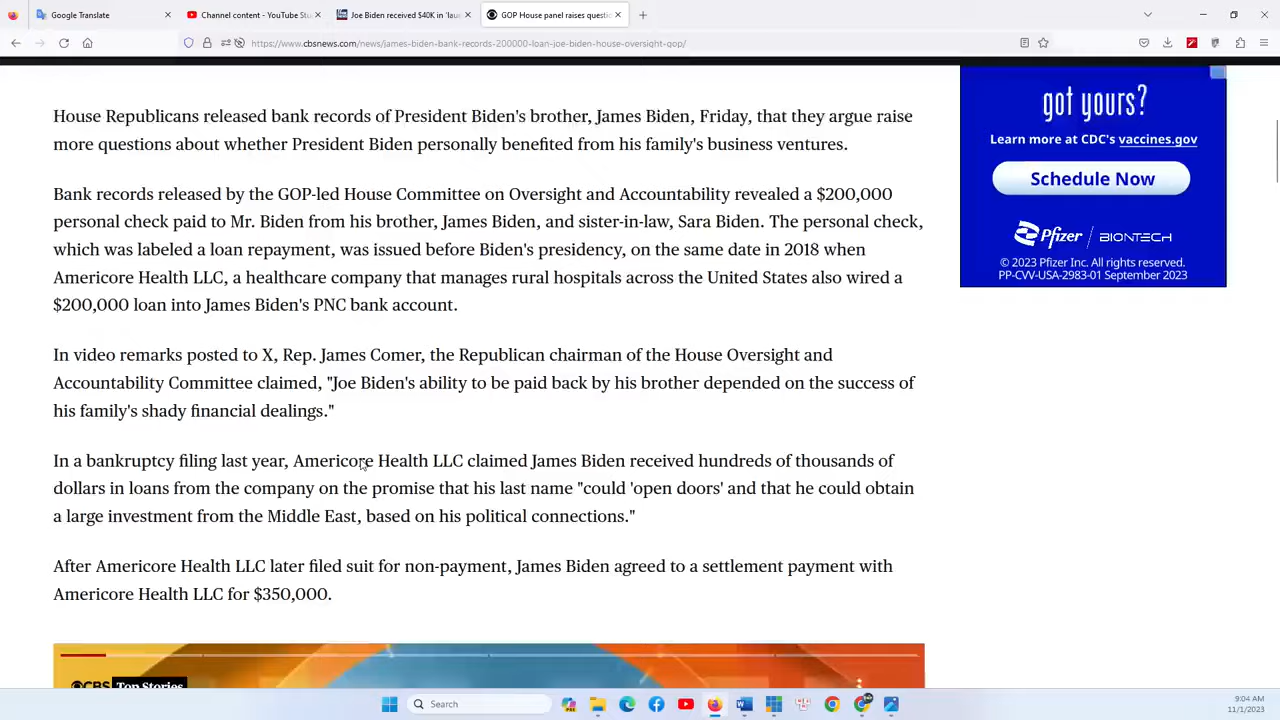 Google Translate
Channel content - YouTube Stu
Joe Biden received $40K in 'lau
GOP House panel raises questio
https://www.cbsnews.com/news/james-biden-bank-records-200000-loan-joe-biden-house-oversight-gop/
House Republicans released bank records of President Biden's brother, James Biden, Friday, that they argue raise
more questions about whether President Biden personally benefited from his family's business ventures.
Bank records released by the GOP-led House Committee on Oversight and Accountability revealed a $200,000
personal check paid to Mr. Biden from his brother, James Biden, and sister-in-law, Sara Biden. The personal check,
which was labeled a loan repayment, was issued before Biden's presidency, on the same date in 2018 when
Americore Health LLC, a healthcare company that manages rural hospitals across the United States also wired a
$200,000 loan into James Biden's PNC bank account.
In video remarks posted to X, Rep. James Comer, the Republican chairman of the House Oversight and
Accountability Committee claimed, "Joe Biden's ability to be paid back by his brother depended on the success of
his family's shady financial dealings."
In a bankruptcy filing last year, Americore Health LLC claimed James Biden received hundreds of thousands of
dollars in loans from the company on the promise that his last name "could 'open doors' and that he could obtain
a large investment from the Middle East, based on his political connections."
After Americore Health LLC later filed suit for non-payment, James Biden agreed to a settlement payment with
Americore Health LLC for $350,000.
got yours?
Learn more at CDC's vaccines.gov
Schedule Now
Pfizer BIONTECH
© 2023 Pfizer Inc. All rights reserved.
PP-CVV-USA-2983-01 September 2023
CBS Top Stories
Search
9:04 AM
11/1/2023